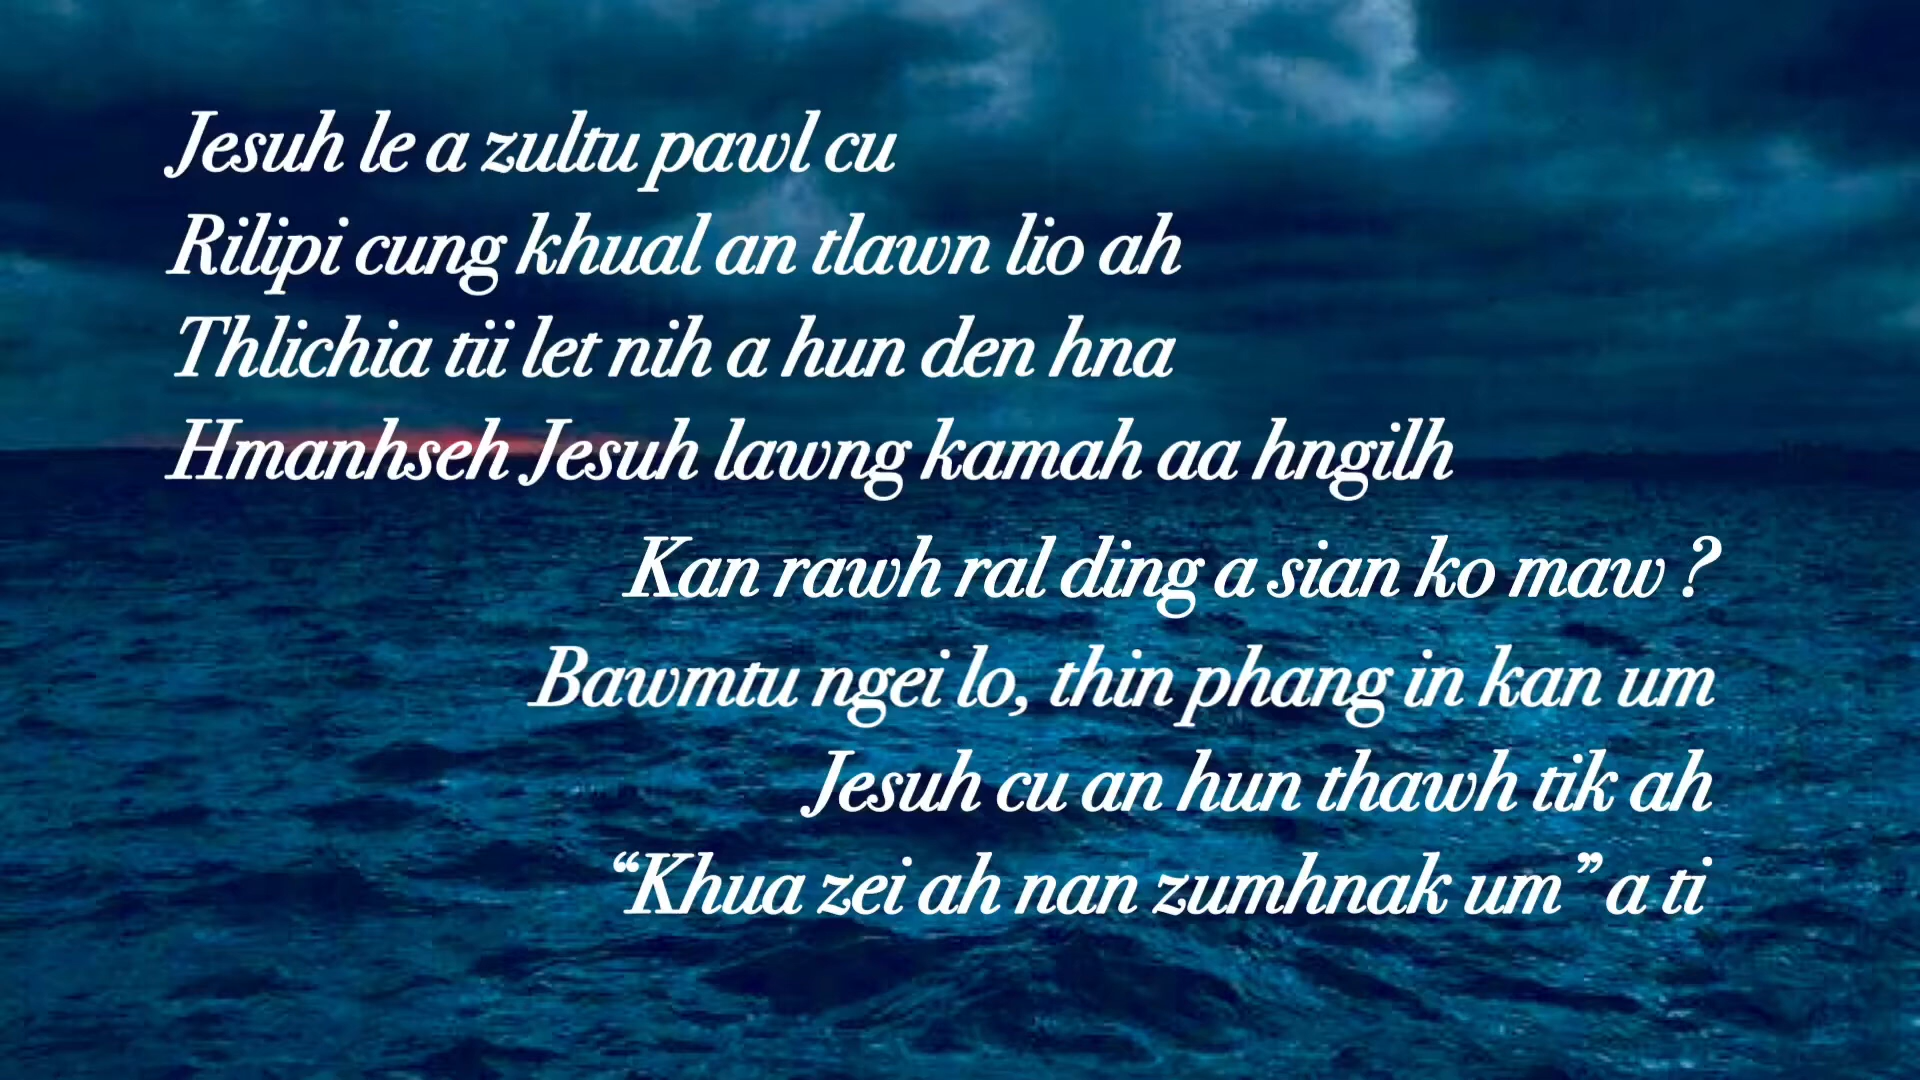 Jesuh le a zultu pawl cu
Rilipi cung khual an tlawn lio ah
Thlichia tii let nih a hun den hna
Hmanhseh Jesuh lawng kamah aa hngilh
Kan rawh ral ding a sian ko maw ?
Bawmtu ngei lo, thin phang in kan um
Jesuh cu an hun thawh tik ah
“Khua zei ah nan zumhnak um” a ti